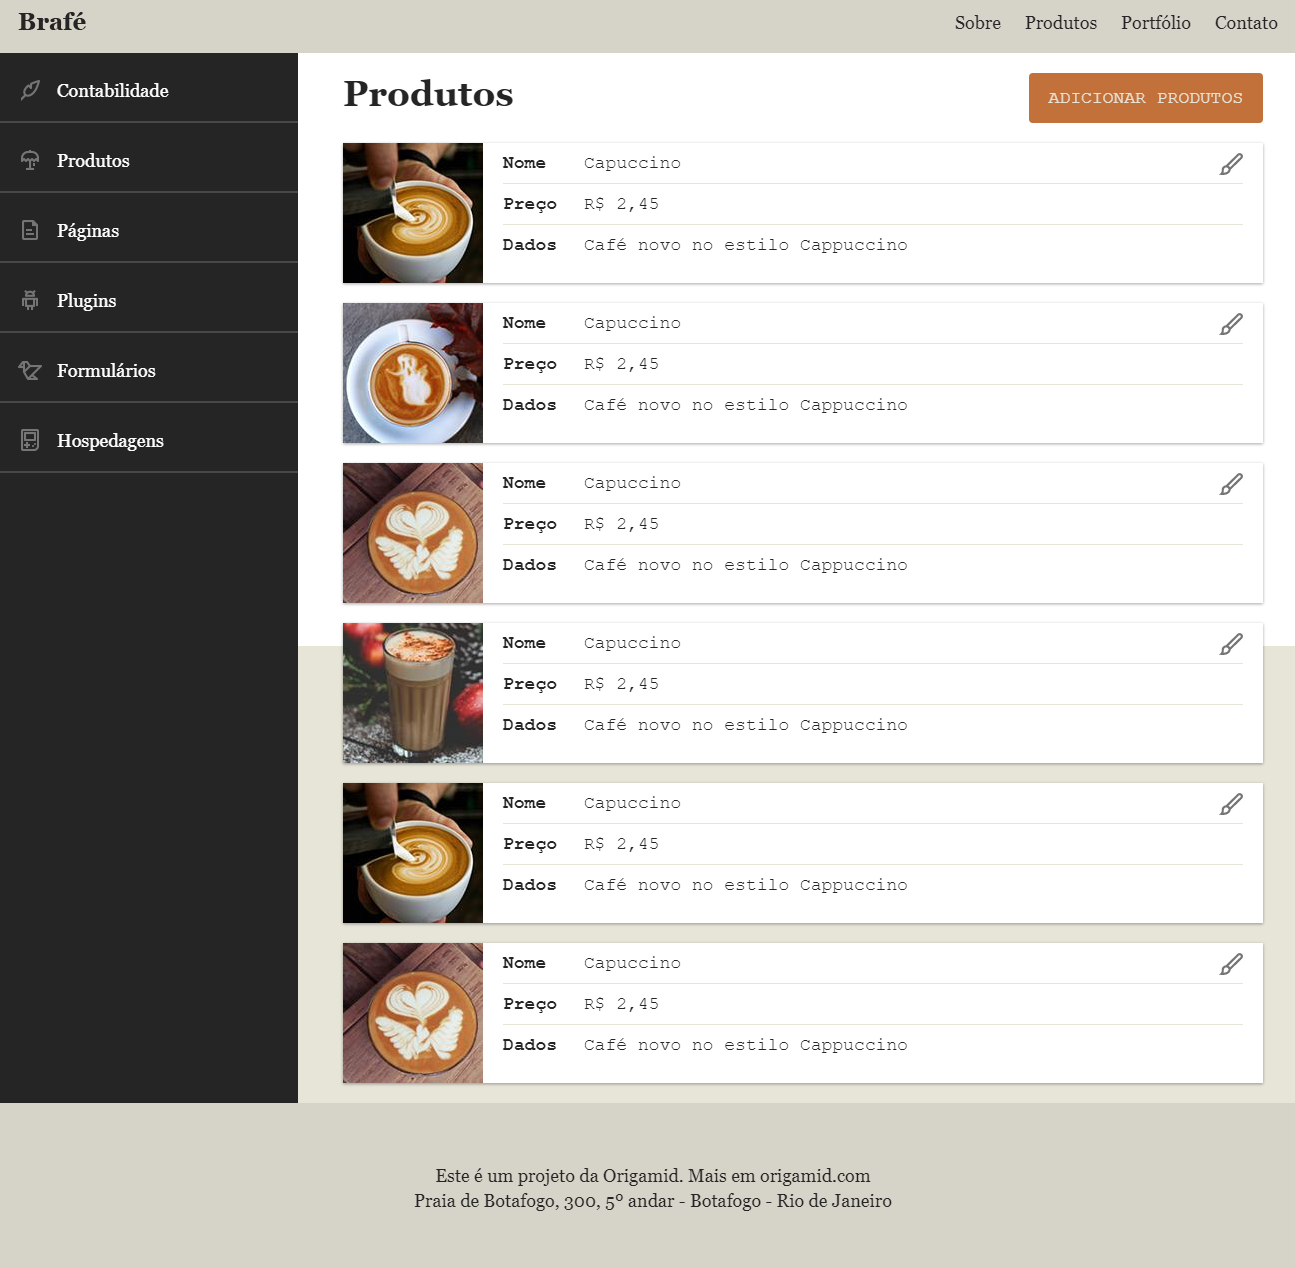 Brafé
Sobre Produtos Portfólio Contato
Contabilidade
Produtos
Páginas
Plugins
Formulários
Hospedagens
Produtos
ADICIONAR PRODUTOS
Nome Capuccino
Preço R$ 2,45
Dados Café novo no estilo Cappuccino
Nome Capuccino
Preço R$ 2,45
Dados Café novo no estilo Cappuccino
Nome Capuccino
Preço R$ 2,45
Dados Café novo no estilo Cappuccino
Nome Capuccino
Preço R$ 2,45
Dados Café novo no estilo Cappuccino
Nome Capuccino
Preço R$ 2,45
Dados Café novo no estilo Cappuccino
Nome Capuccino
Preço R$ 2,45
Dados Café novo no estilo Cappuccino
Este é um projeto da Origamid. Mais em origamid.com
Praia de Botafogo, 300, 5º andar - Botafogo - Rio de Janeiro